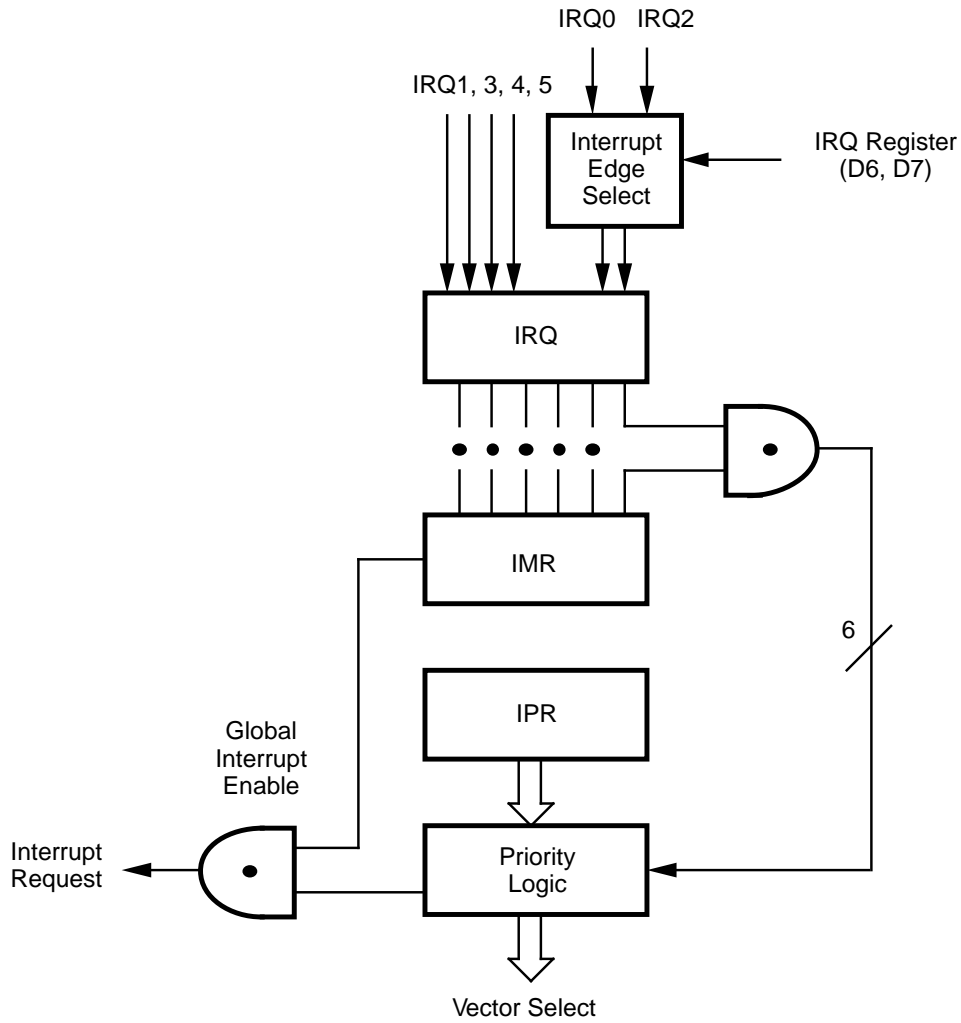 IRQ0 IRQ2
IRQ1, 3, 4, 5
Interrupt
Edge
Select
IRQ Register
(D6, D7)
IRQ
IMR
6
IPR
Global
Interrupt
Enable
Interrupt
Request
Priority
Logic
Vector Select